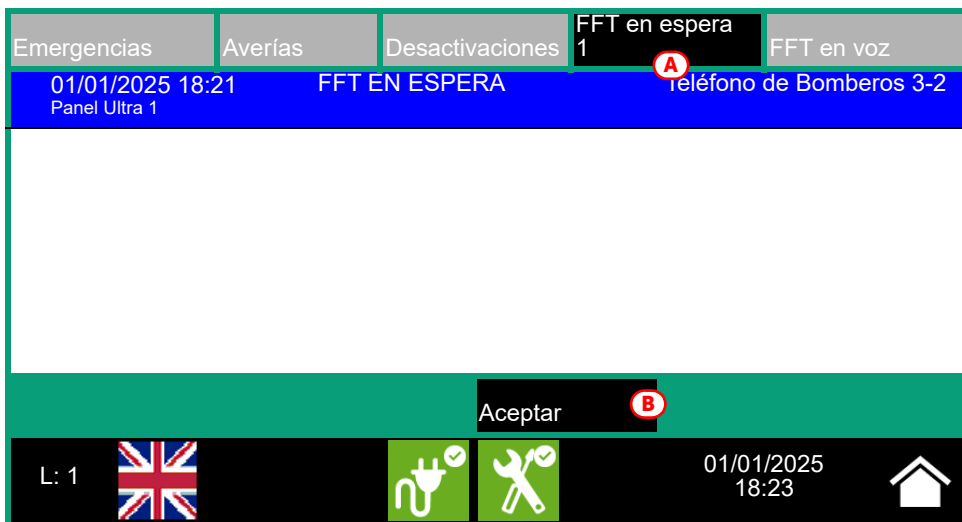 Emergencias
Averías
Desactivaciones
FFT en espera
1
FFT en voz
A
01/01/2025 18:21 FFT EN ESPERA Teléfono de Bomberos 3-2
Panel Ultra 1
Aceptar
B
L: 1
01/01/2025
18:23